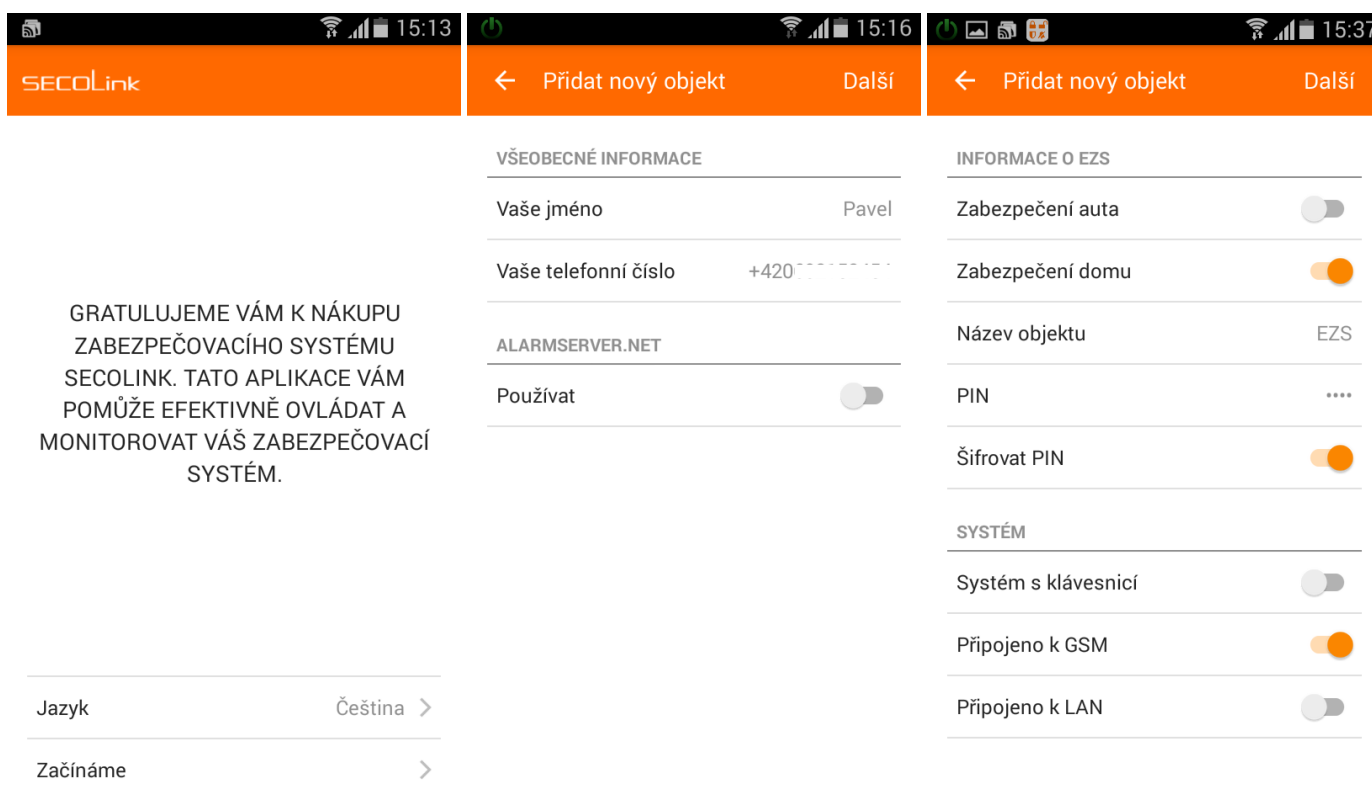 15:13
SECOLink
GRATULUJEME VÁM K NÁKUPU
ZABEZPEČOVACÍHO SYSTÉMU
SECOLINK. TATO APLIKACE VÁM
POMŮŽE EFEKTIVNĚ OVLÁDAT A
MONITOROVAT VÁŠ ZABEZPEČOVACÍ
SYSTÉM.
Jazyk Čeština
Začínáme
15:16
Přidat nový objekt Další
VŠEOBECNÉ INFORMACE
Vaše jméno Pavel
Vaše telefonní číslo +420
ALARMSERVER.NET
Používat
15:37
Přidat nový objekt Další
INFORMACE O EZS
Zabezpečení auta
Zabezpečení domu
Název objektu EZS
PIN ••••
Šifrovat PIN
SYSTÉM
Systém s klávesnicí
Připojeno k GSM
Připojeno k LAN